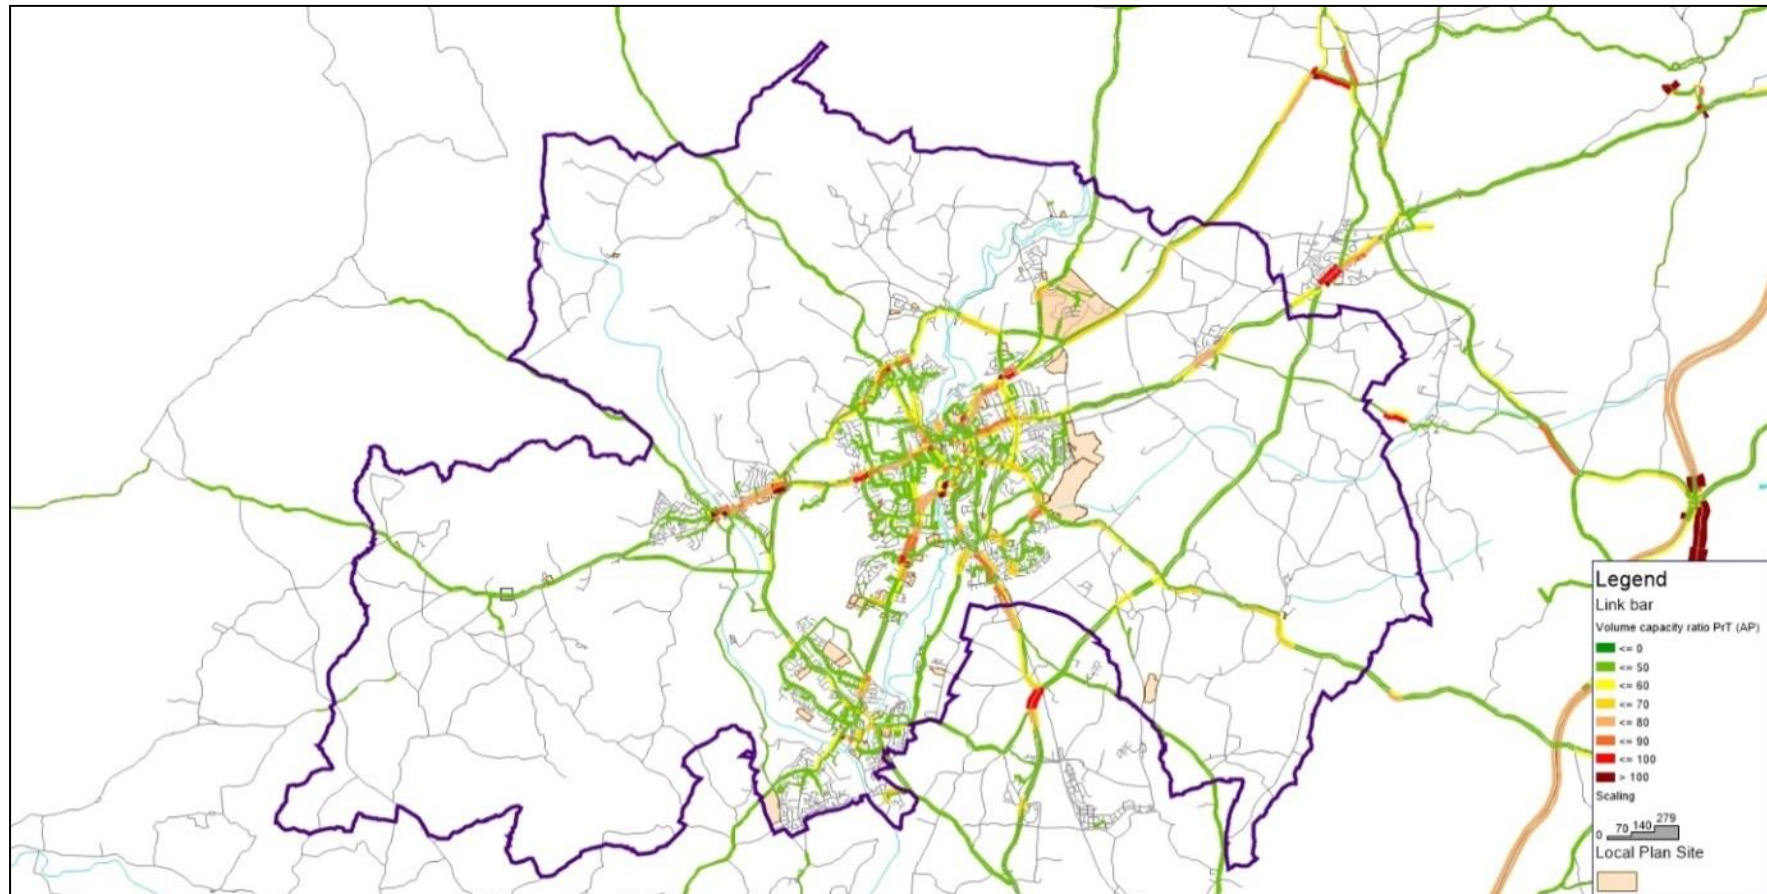 Legend
Link bar
Volume capacity ratio PrT (AP)
<= 0
<= 50
<= 60
<= 70
<= 80
<= 90
<= 100
> 100
Scaling
0 70 140 279
Local Plan Site